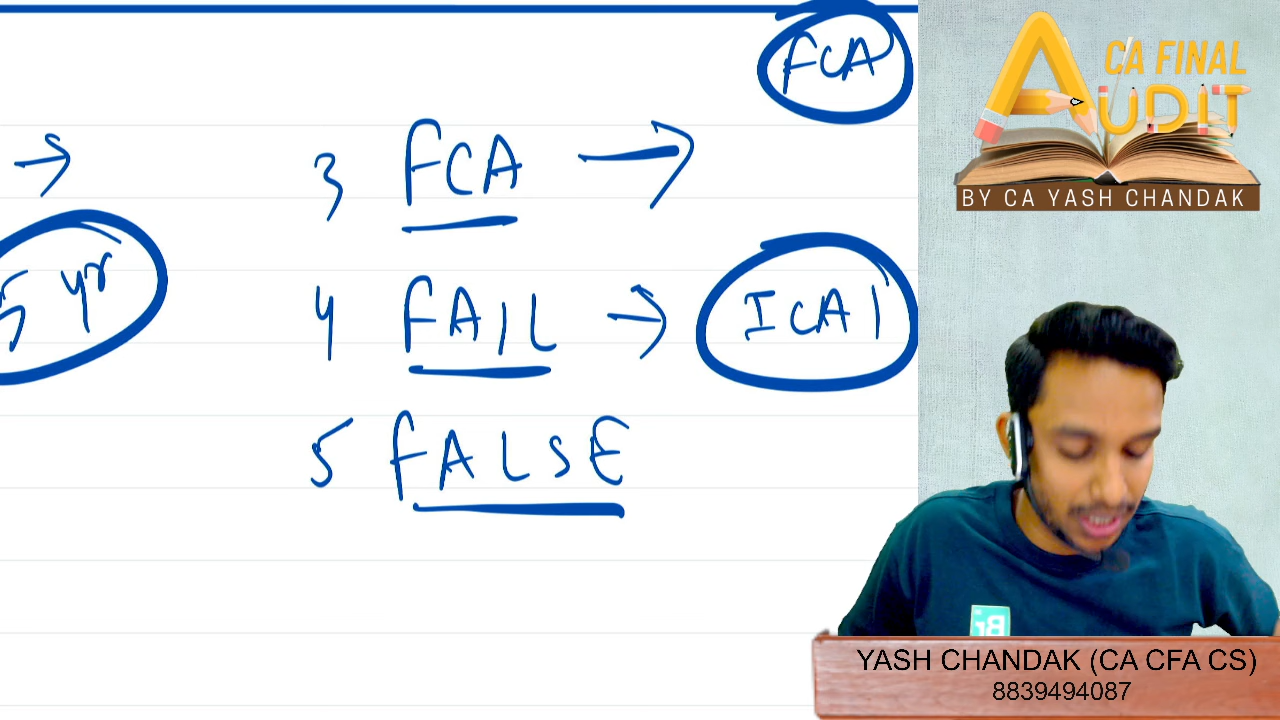 FCA
→ 3 FCA →
5 yr
4 FAIL → ICAI
5 FALSE
CA FINAL
AUDIT
BY CA YASH CHANDAK
Br
YASH CHANDAK (CA CFA CS)
8839494087